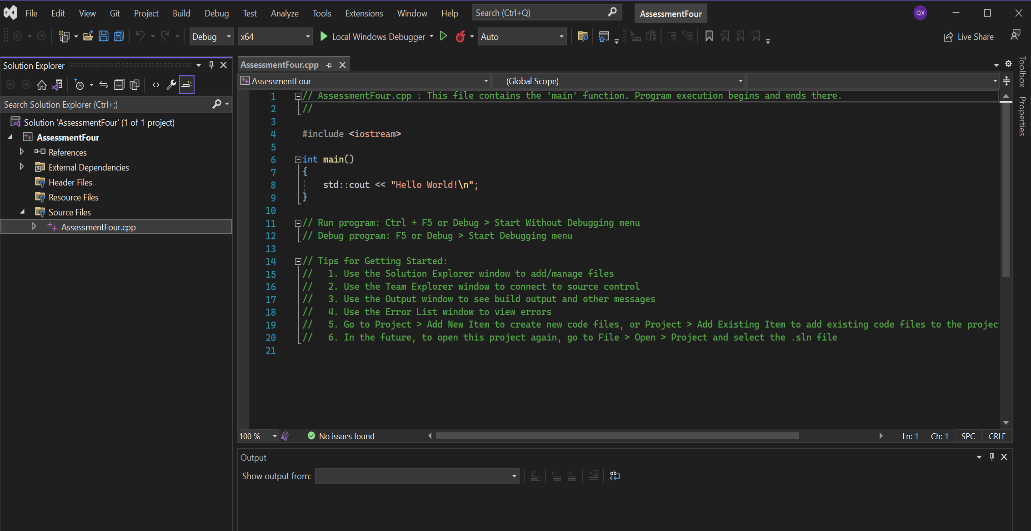 File Edit View Git Project Build Debug Test Analyze Tools Extensions Window Help Search (Ctrl+Q) AssessmentFour QX
Debug x64 Local Windows Debugger Auto Live Share
Solution Explorer
Search Solution Explorer (Ctrl+;)
Solution 'AssessmentFour' (1 of 1 project)
AssessmentFour
References
External Dependencies
Header Files
Resource Files
Source Files
AssessmentFour.cpp
AssessmentFour.cpp
AssessmentFour (Global Scope)
1 // AssessmentFour.cpp : This file contains the 'main' function. Program execution begins and ends there.
2 //
3
4 #include <iostream>
5
6 int main()
7 {
8 std::cout << "Hello World!\n";
9 }
10
11 // Run program: Ctrl + F5 or Debug > Start Without Debugging menu
12 // Debug program: F5 or Debug > Start Debugging menu
13
14 // Tips for Getting Started:
15 // 1. Use the Solution Explorer window to add/manage files
16 // 2. Use the Team Explorer window to connect to source control
17 // 3. Use the Output window to see build output and other messages
18 // 4. Use the Error List window to view errors
19 // 5. Go to Project > Add New Item to create new code files, or Project > Add Existing Item to add existing code files to the projec
20 // 6. In the future, to open this project again, go to File > Open > Project and select the .sln file
21
100 % No issues found Ln: 1 Ch: 1 SPC CRLF
Output
Show output from:
Toolbox
Properties